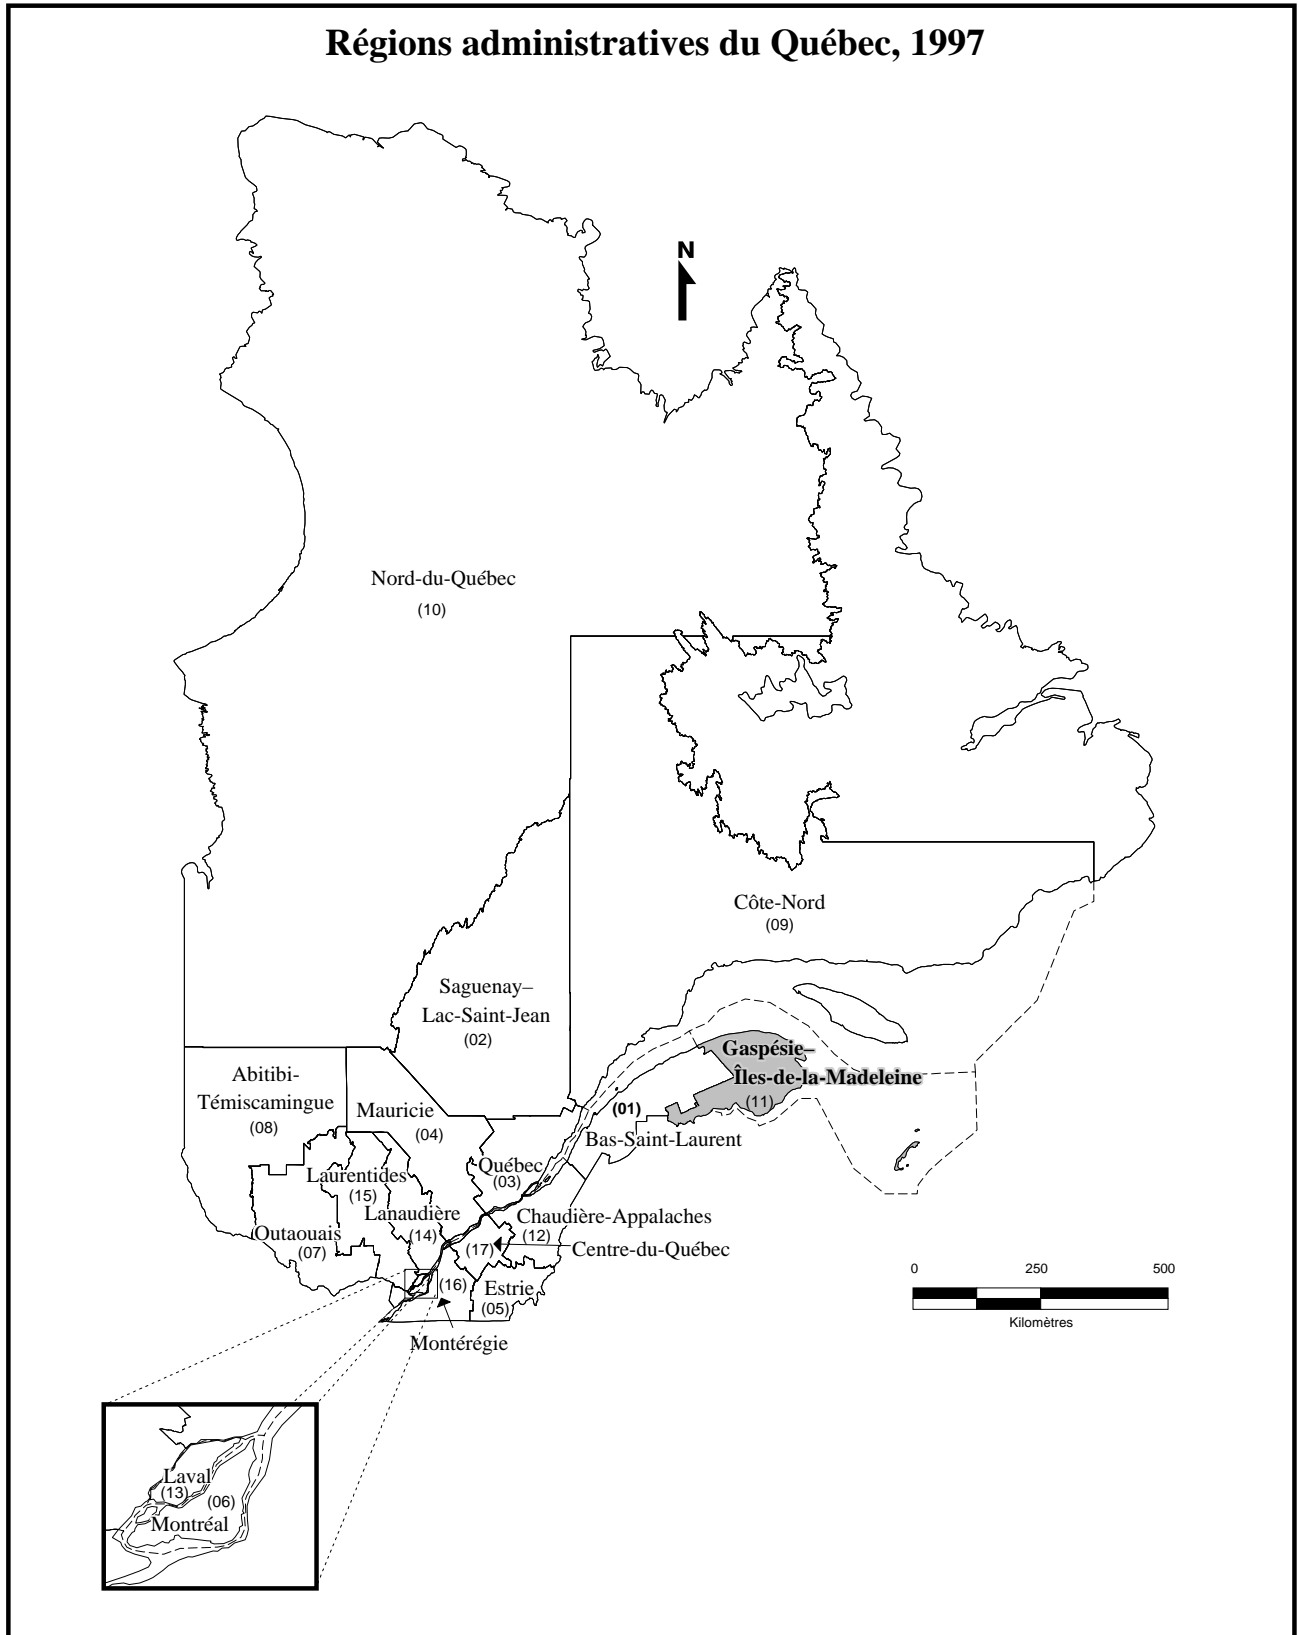 Régions administratives du Québec, 1997
N
Nord-du-Québec
(10)
Côte-Nord
(09)
Saguenay–
Lac-Saint-Jean
(02)
Gaspésie–
Îles-de-la-Madeleine
(11)
Abitibi-
Témiscamingue
(08)
Mauricie
(04)
(01)
Bas-Saint-Laurent
Québec
(03)
Laurentides
(15)
Lanaudière
(14)
Chaudière-Appalaches
(12)
Outaouais
(07)
(17)
Centre-du-Québec
(16)
Estrie
(05)
Montérégie
0 250 500
Kilomètres
Laval
(13)
(06)
Montréal